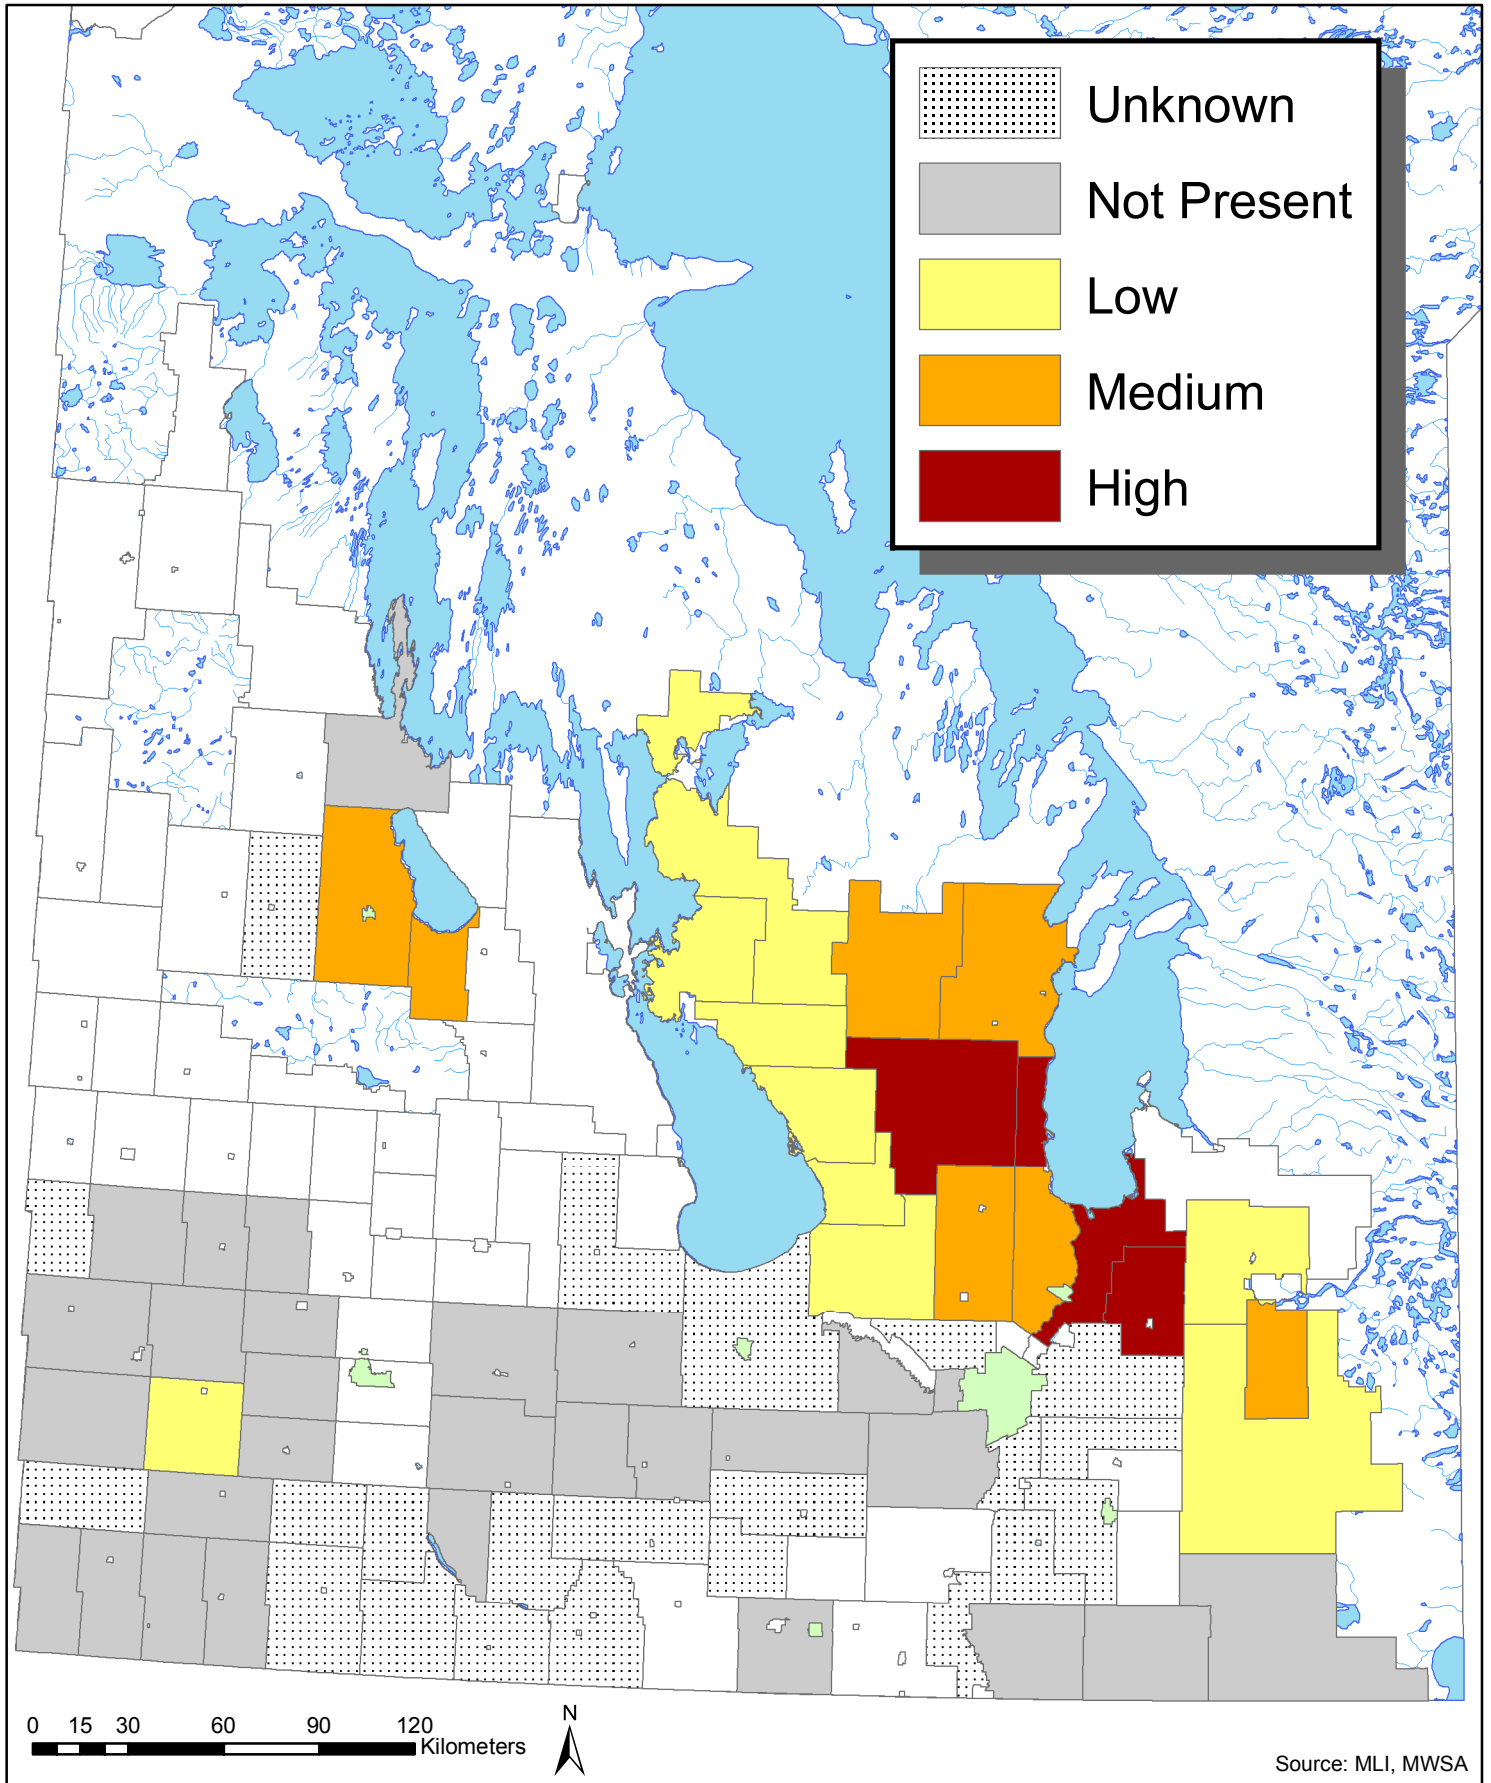 Unknown
Not Present
Low
Medium
High
0 15 30 60 90 120
Kilometers
N
Source: MLI, MWSA